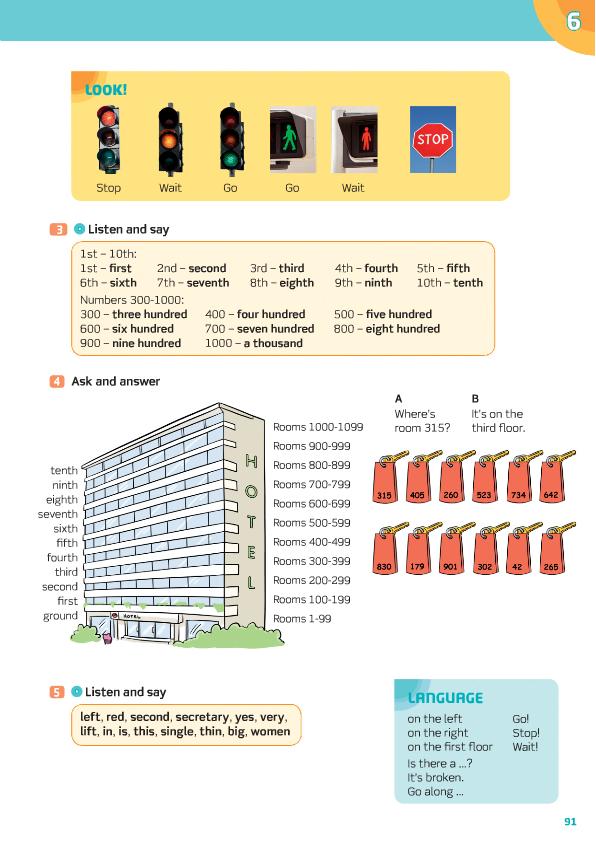 6
LOOK!
STOP
Stop Wait Go Go Wait
3 Listen and say
1st – 10th:
1st – first 2nd – second 3rd – third 4th – fourth 5th – fifth
6th – sixth 7th – seventh 8th – eighth 9th – ninth 10th – tenth
Numbers 300-1000:
300 – three hundred 400 – four hundred 500 – five hundred
600 – six hundred 700 – seven hundred 800 – eight hundred
900 – nine hundred 1000 – a thousand
4 Ask and answer
A B
Where's It's on the
room 315? third floor.
tenth
ninth
eighth
seventh
sixth
fifth
fourth
third
second
first
ground
HOTEL
HOTEL
Rooms 1000-1099
Rooms 900-999
Rooms 800-899
Rooms 700-799
Rooms 600-699
Rooms 500-599
Rooms 400-499
Rooms 300-399
Rooms 200-299
Rooms 100-199
Rooms 1-99
315 405 260 523 734 642
830 179 901 302 42 265
5 Listen and say
left, red, second, secretary, yes, very,
lift, in, is, this, single, thin, big, women
LANGUAGE
on the left Go!
on the right Stop!
on the first floor Wait!
Is there a ...?
It's broken.
Go along ...
91